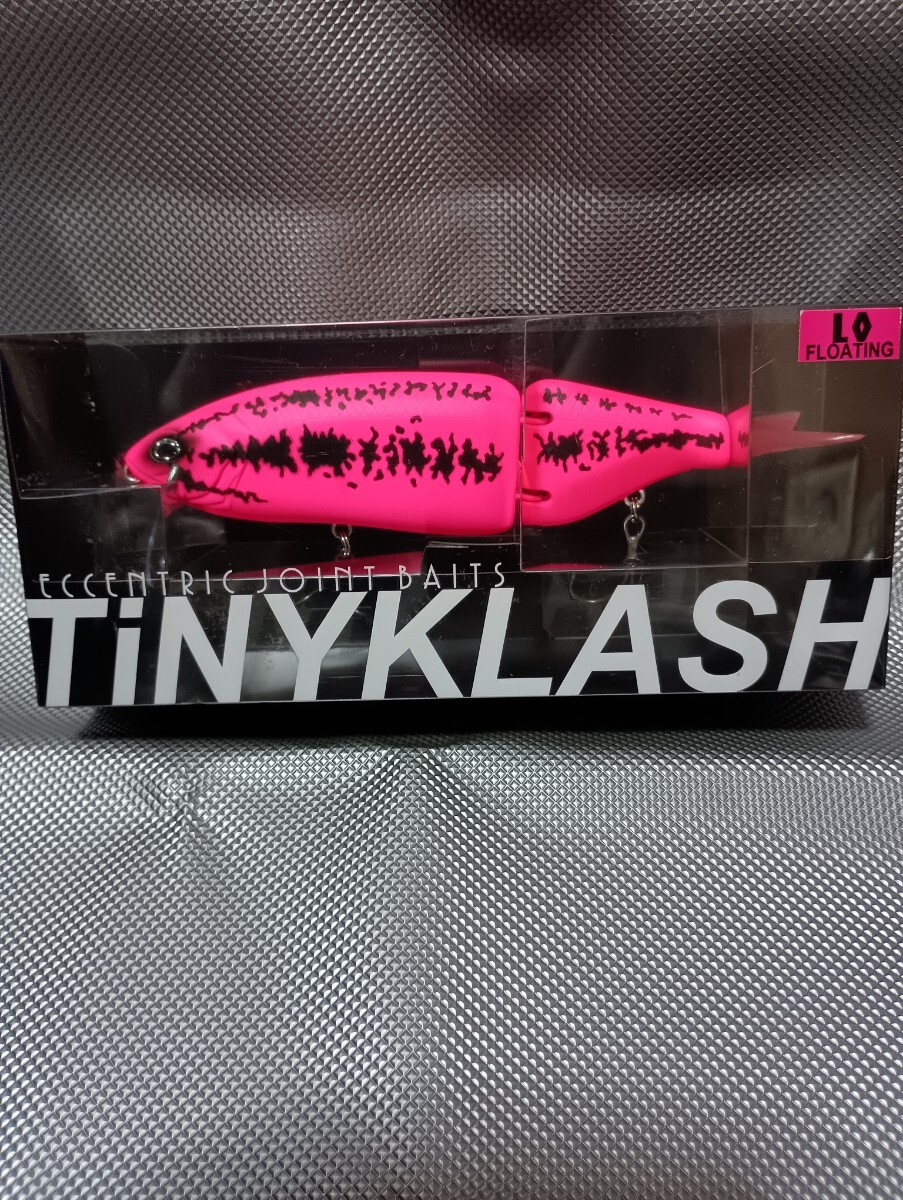 LO
FLOATING
ECCENTRIC JOINT BAITS
TiNYKLASH